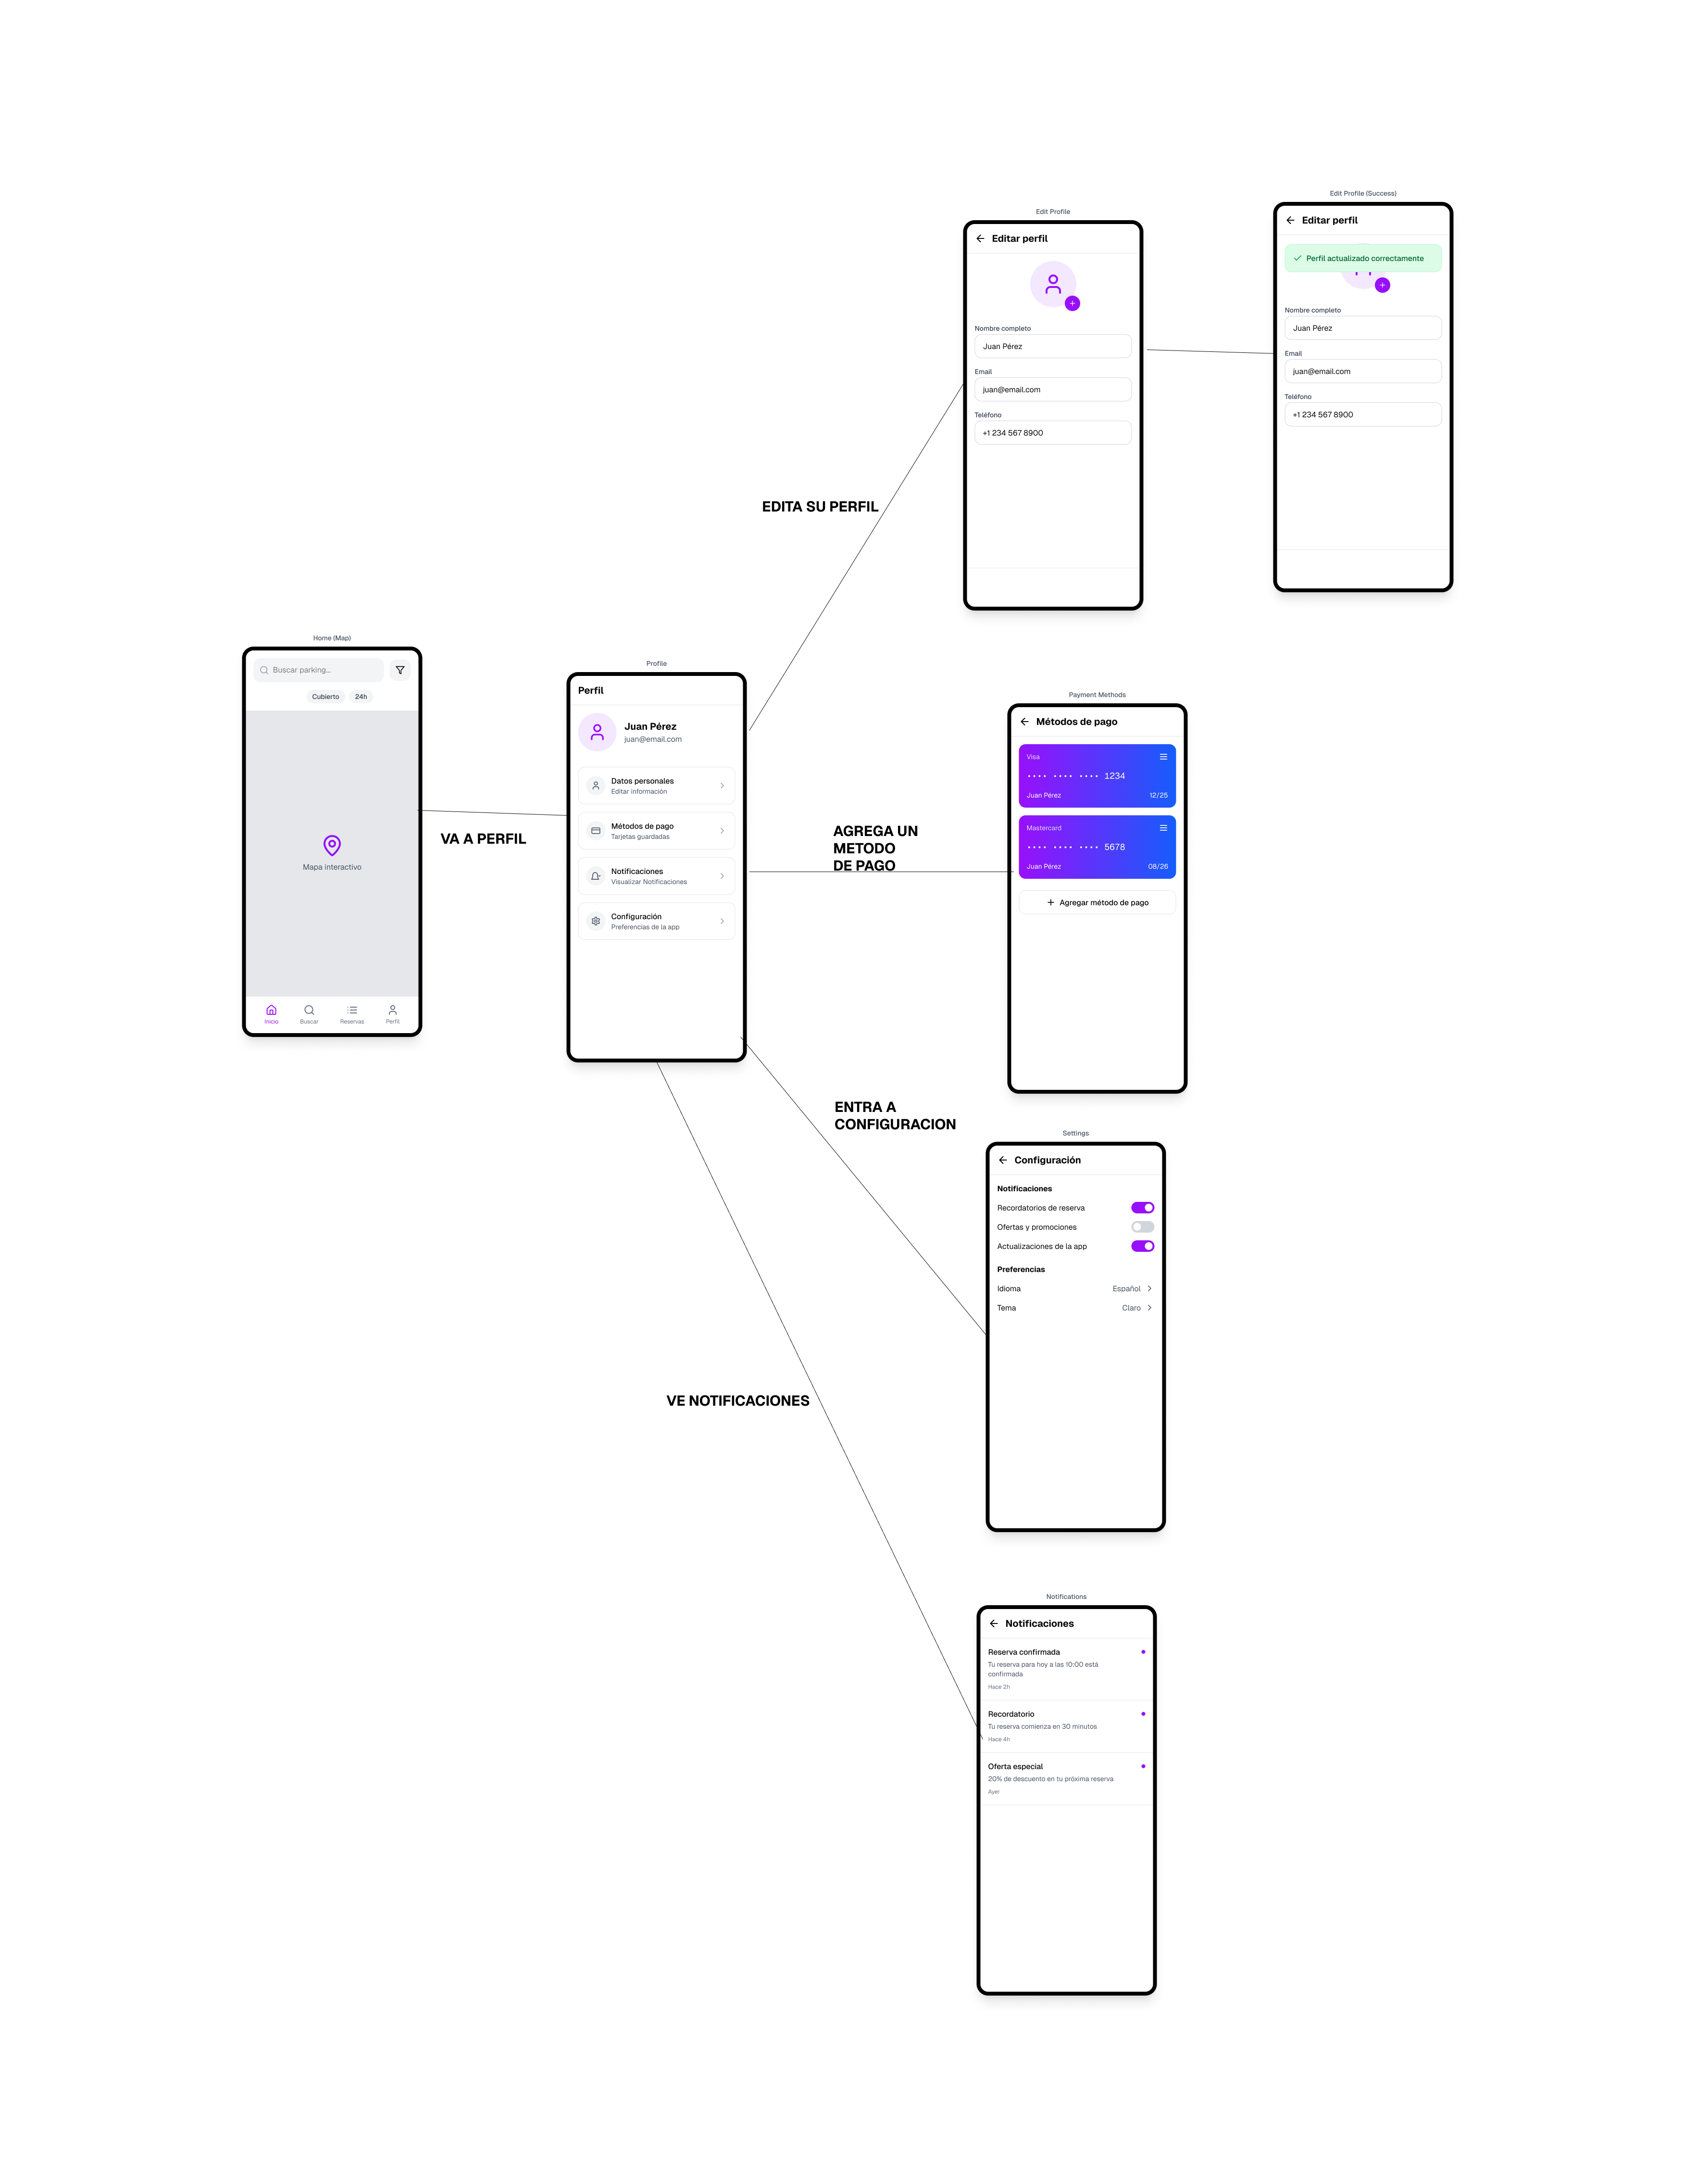 Home (Map)
Buscar parking...
Cubierto
24h
Mapa interactivo
Inicio
Buscar
Reservas
Perfil
VA A PERFIL
Profile
Perfil
Juan Pérez
juan@email.com
Datos personales
Editar información
Métodos de pago
Tarjetas guardadas
Notificaciones
Visualizar Notificaciones
Configuración
Preferencias de la app
EDITA SU PERFIL
Edit Profile
Editar perfil
Nombre completo
Juan Pérez
Email
juan@email.com
Teléfono
+1 234 567 8900
Edit Profile (Success)
Editar perfil
Perfil actualizado correctamente
Nombre completo
Juan Pérez
Email
juan@email.com
Teléfono
+1 234 567 8900
AGREGA UN
METODO
DE PAGO
Payment Methods
Métodos de pago
Visa
•••• •••• •••• 1234
Juan Pérez
12/25
Mastercard
•••• •••• •••• 5678
Juan Pérez
08/26
Agregar método de pago
ENTRA A
CONFIGURACION
Settings
Configuración
Notificaciones
Recordatorios de reserva
Ofertas y promociones
Actualizaciones de la app
Preferencias
Idioma
Español
Tema
Claro
VE NOTIFICACIONES
Notifications
Notificaciones
Reserva confirmada
Tu reserva para hoy a las 10:00 está
confirmada
Hace 2h
Recordatorio
Tu reserva comienza en 30 minutos
Hace 4h
Oferta especial
20% de descuento en tu próxima reserva
Ayer